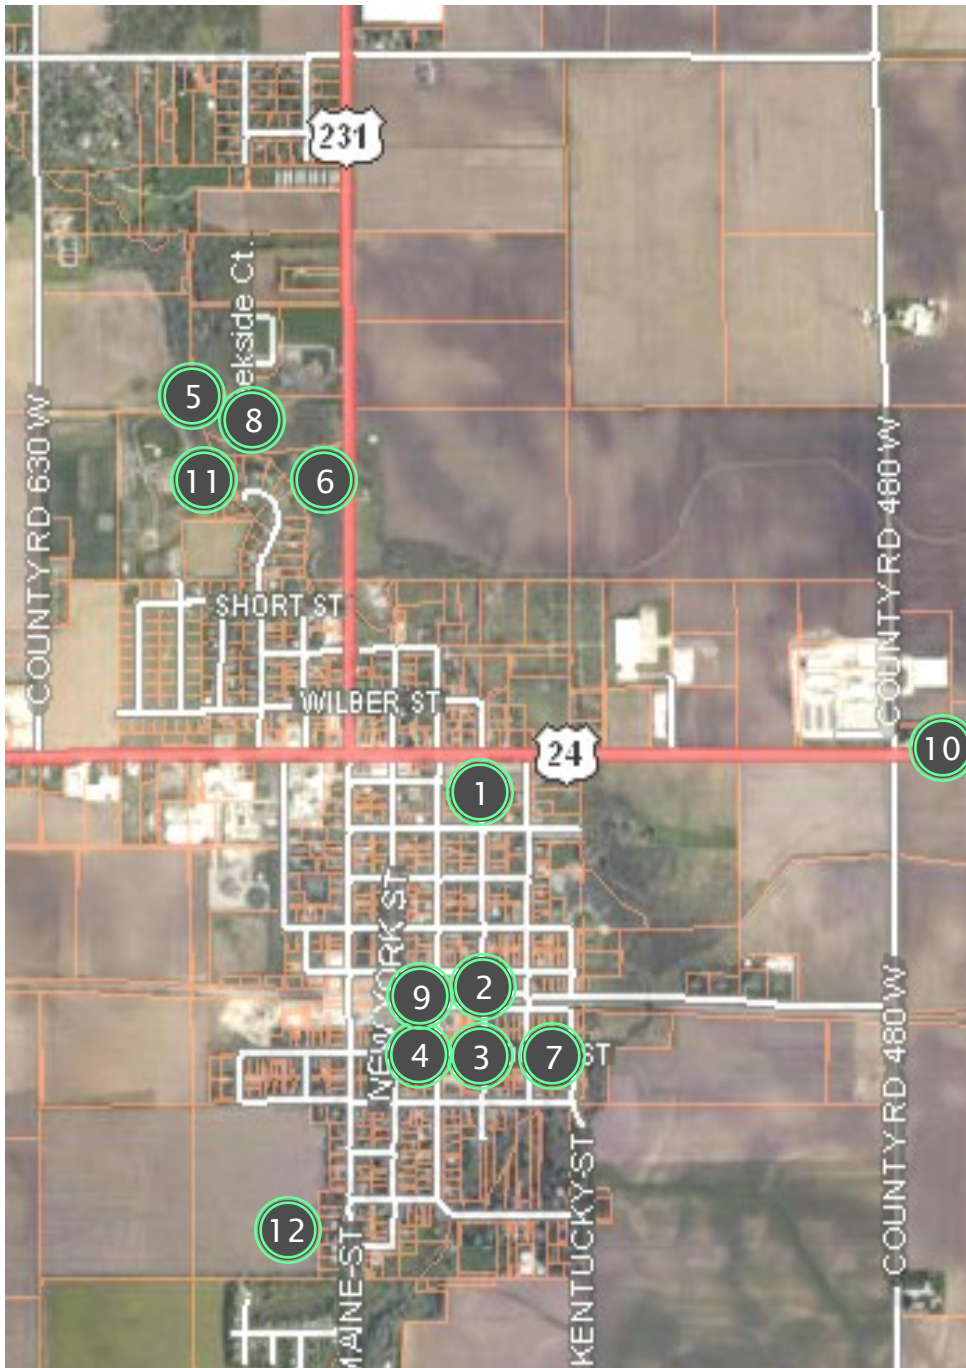 231
ekside Ct.
COUNTY RD 630 W
5
8
11
6
COUNTY RD 480 W
SHORT ST
WILBER ST
24
10
1
NEW YORK ST
2
9
4
3
7
ST
COUNTY RD 480 W
KENTUCKY ST
12
MAINE ST